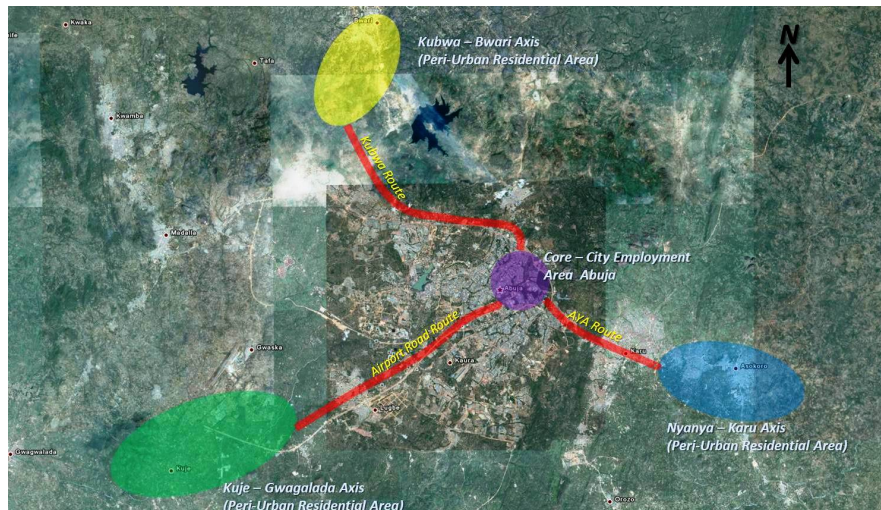 Kwaka
Bwari
Kubwa – Bwari Axis
(Peri-Urban Residential Area)
N
Tafa
Kwamba
Kubwa Route
Madalla
Core – City Employment
Area Abuja
Abuja
Airport Road Route
AYA Route
Gwaska
Kaura
Karu
Asokoro
Lugbe
Nyanya – Karu Axis
(Peri-Urban Residential Area)
Gwagwalada
Kuje
Kuje – Gwagalada Axis
(Peri-Urban Residential Area)
Orozo